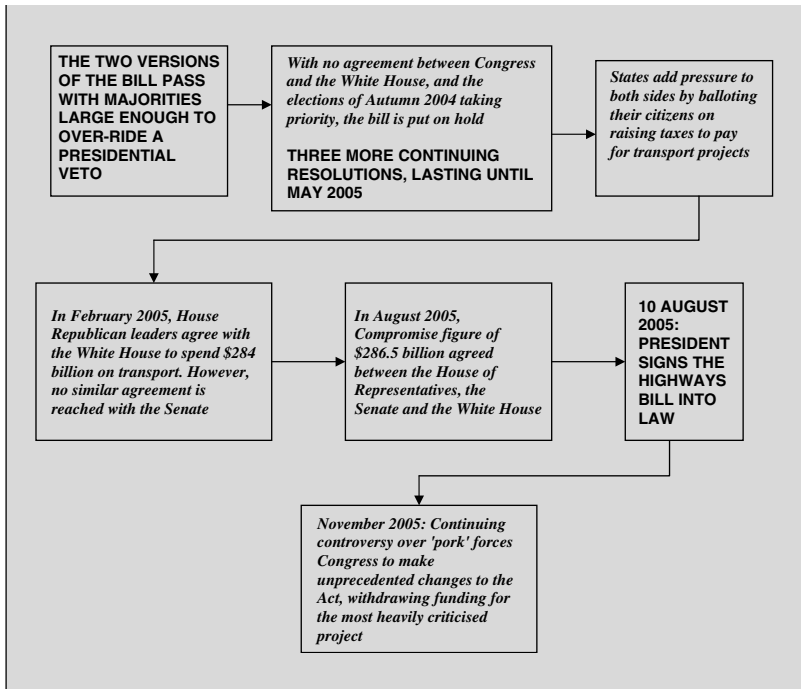 THE TWO VERSIONS
OF THE BILL PASS
WITH MAJORITIES
LARGE ENOUGH TO
OVER-RIDE A
PRESIDENTIAL
VETO
With no agreement between Congress
and the White House, and the
elections of Autumn 2004 taking
priority, the bill is put on hold
THREE MORE CONTINUING
RESOLUTIONS, LASTING UNTIL
MAY 2005
States add pressure to
both sides by balloting
their citizens on
raising taxes to pay
for transport projects
In February 2005, House
Republican leaders agree with
the White House to spend $284
billion on transport. However,
no similar agreement is
reached with the Senate
In August 2005,
Compromise figure of
$286.5 billion agreed
between the House of
Representatives, the
Senate and the White House
10 AUGUST
2005:
PRESIDENT
SIGNS THE
HIGHWAYS
BILL INTO
LAW
November 2005: Continuing
controversy over 'pork' forces
Congress to make
unprecedented changes to the
Act, withdrawing funding for
the most heavily criticised
project